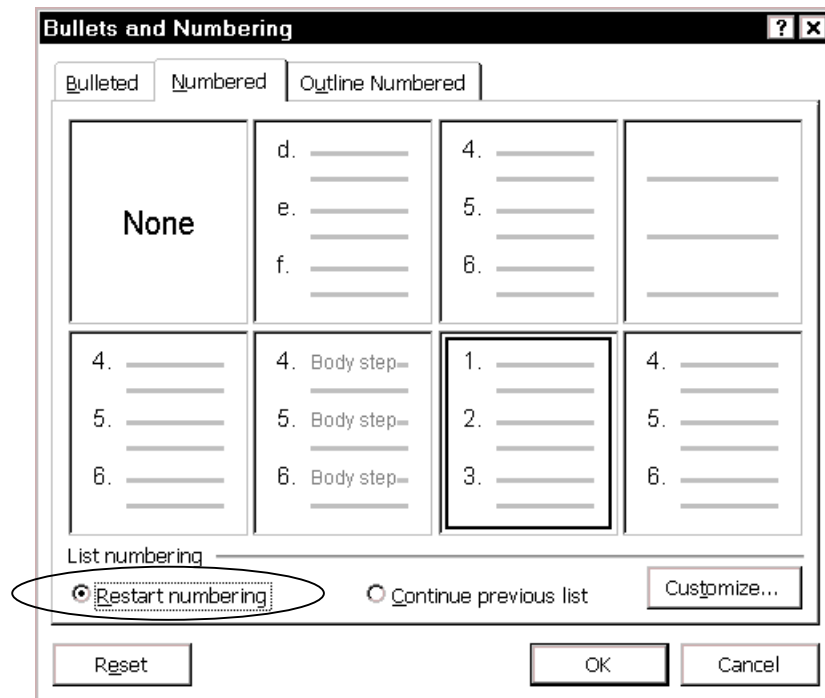 Bullets and Numbering
Bulleted Numbered Outline Numbered
None
d.
e.
f.
4.
5.
6.
4.
5.
6.
4. Body step
5. Body step
6. Body step
1.
2.
3.
4.
5.
6.
List numbering
Restart numbering Continue previous list Customize...
Reset OK Cancel